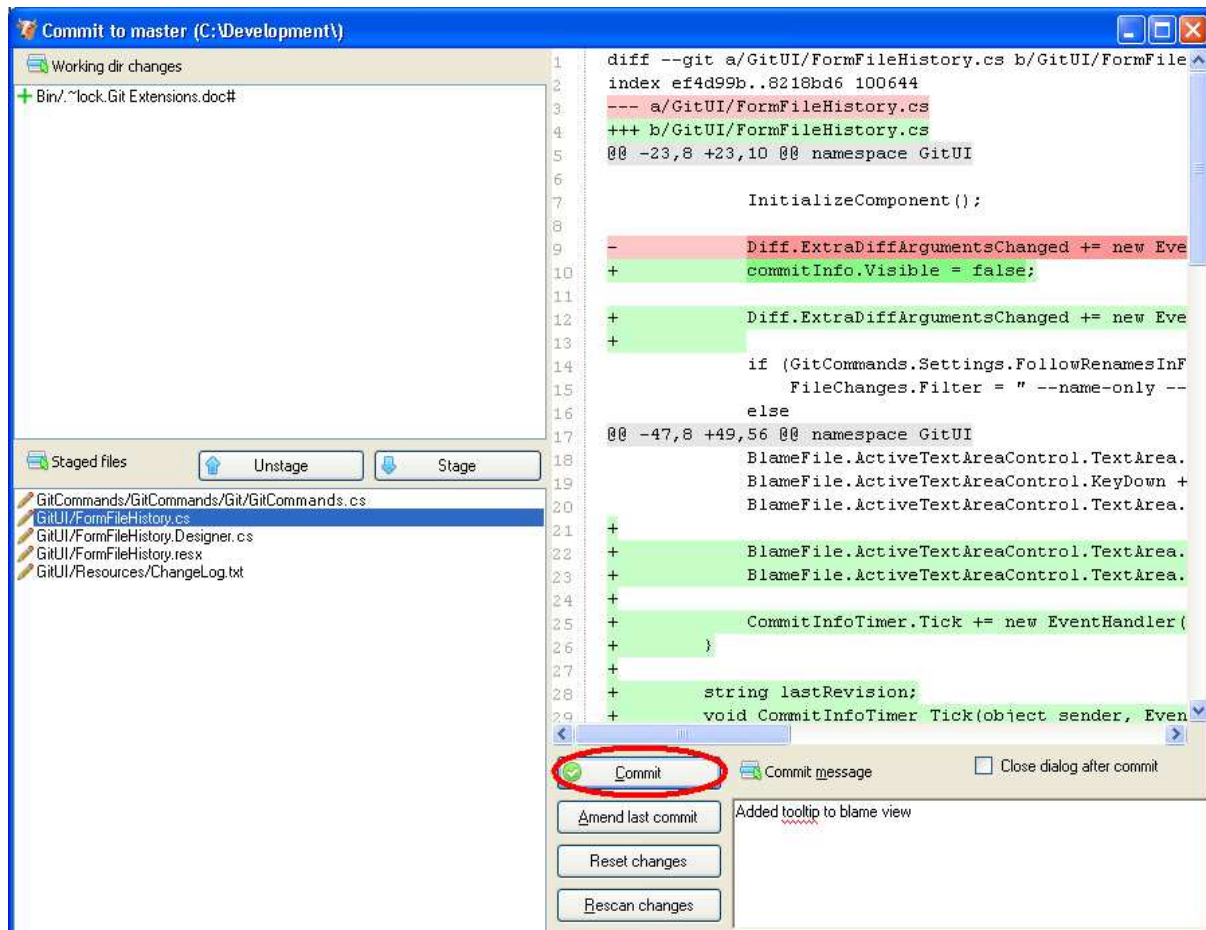 Commit to master (C:\Development\)
Working dir changes
Bin/.~lock.Git Extensions.doc#
Staged files
Unstage
Stage
GitCommands/GitCommands/Git/GitCommands.cs
GitUI/FormFileHistory.cs
GitUI/FormFileHistory.Designer.cs
GitUI/FormFileHistory.resx
GitUI/Resources/ChangeLog.txt
1 diff --git a/GitUI/FormFileHistory.cs b/GitUI/FormFile
2 index ef4d99b..8218bd6 100644
3 --- a/GitUI/FormFileHistory.cs
4 +++ b/GitUI/FormFileHistory.cs
5 @@ -23,8 +23,10 @@ namespace GitUI
6
7 InitializeComponent();
8
9 - Diff.ExtraDiffArgumentsChanged += new Eve
10 + commitInfo.Visible = false;
11
12 + Diff.ExtraDiffArgumentsChanged += new Eve
13 +
14 if (GitCommands.Settings.FollowRenamesInF
15 FileChanges.Filter = " --name-only --
16 else
17 @@ -47,8 +49,56 @@ namespace GitUI
18 BlameFile.ActiveTextAreaControl.TextArea.
19 BlameFile.ActiveTextAreaControl.KeyDown +
20 BlameFile.ActiveTextAreaControl.TextArea.
21 +
22 + BlameFile.ActiveTextAreaControl.TextArea.
23 + BlameFile.ActiveTextAreaControl.TextArea.
24 +
25 + CommitInfoTimer.Tick += new EventHandler(
26 + }
27 +
28 + string lastRevision;
29 + void CommitInfoTimer_Tick(object sender, Even
Commit
Commit message
Close dialog after commit
Amend last commit
Reset changes
Rescan changes
Added tooltip to blame view